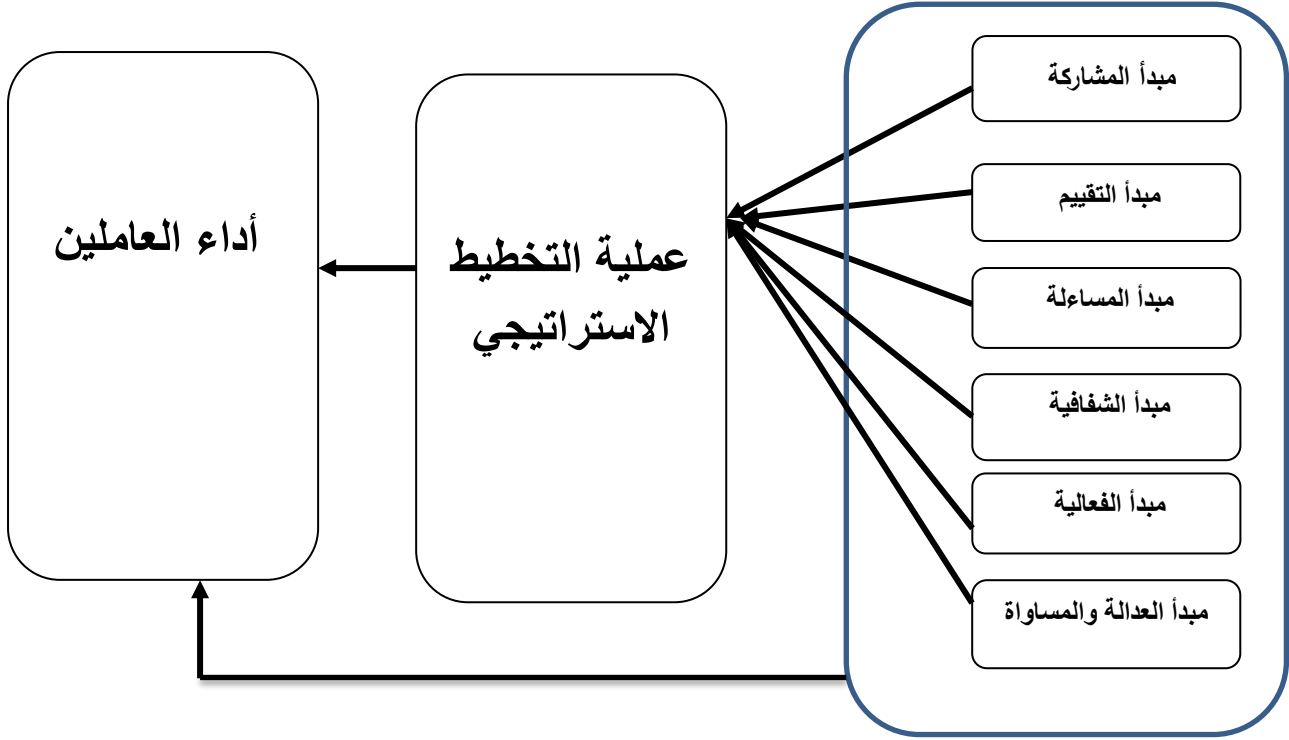 مبدأ المشاركة
مبدأ التقييم
مبدأ المساءلة
مبدأ الشفافية
مبدأ الفعالية
مبدأ العدالة والمساواة
عملية التخطيط
الاستراتيجي
أداء العاملين